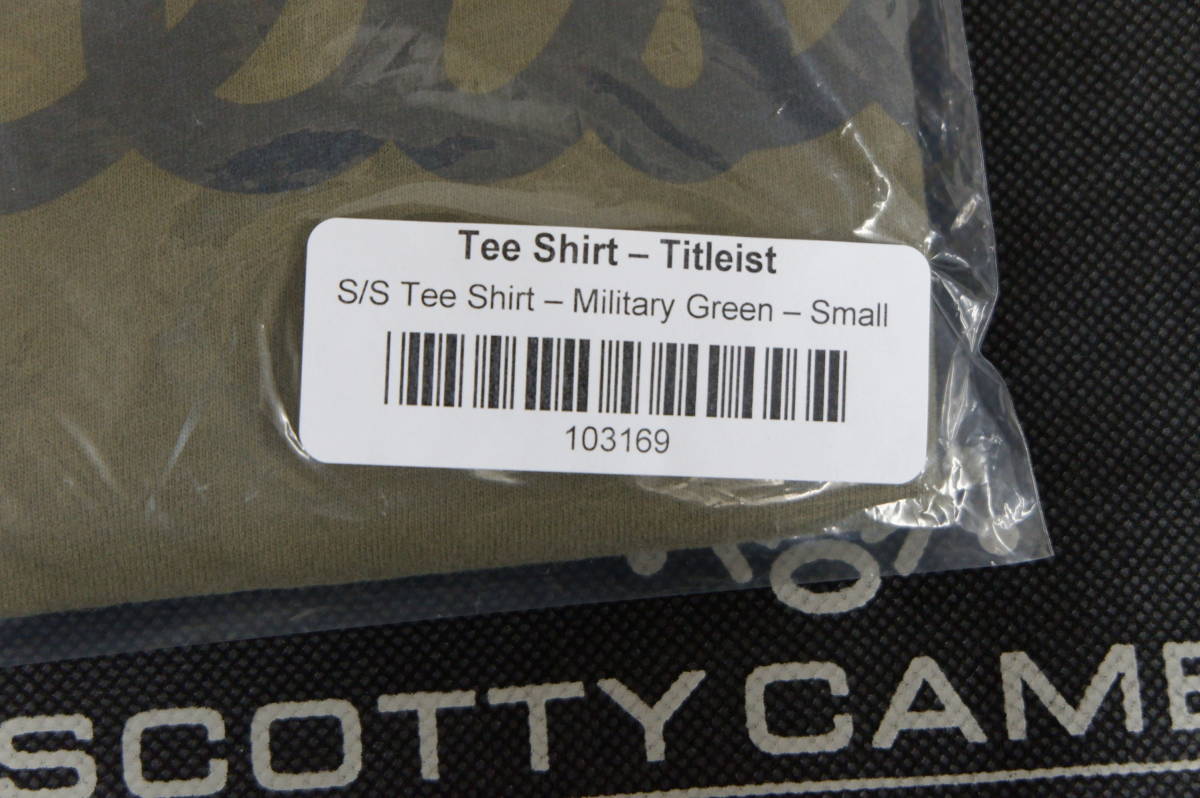 Tee Shirt – Titleist
S/S Tee Shirt – Military Green – Small
103169
SCOTTY CAME